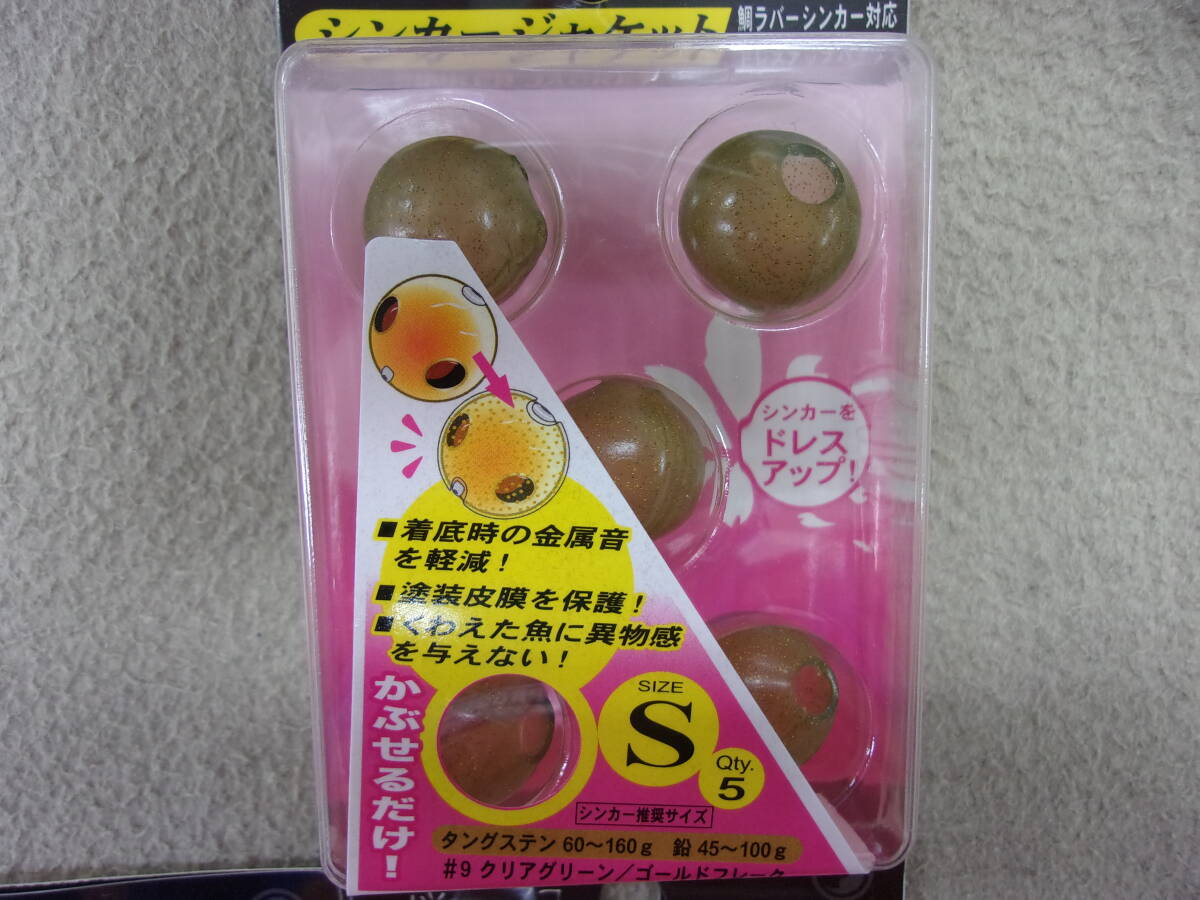 シンカージャケット
鯛ラバーシンカー対応
シンカーを
ドレス
アップ!
■着底時の金属音
を軽減!
■塗装皮膜を保護!
■くわえた魚に異物感
を与えない!
かぶせるだけ!
SIZE
S
Qty.
5
シンカー推奨サイズ
タングステン 60〜160g 鉛 45〜100g
#9 クリアグリーン/ゴールドフレーク